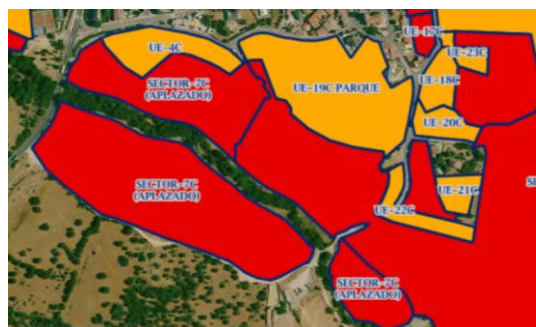 UE-17C
UE-4C
UE-23C
SECTOR-7C
(APLAZADO)
UE-19C PARQUE
UE-18C
UE-20C
SECTOR-7C
(APLAZADO)
UE-21C
UE-22C
SECTOR-7C
(APLAZADO)